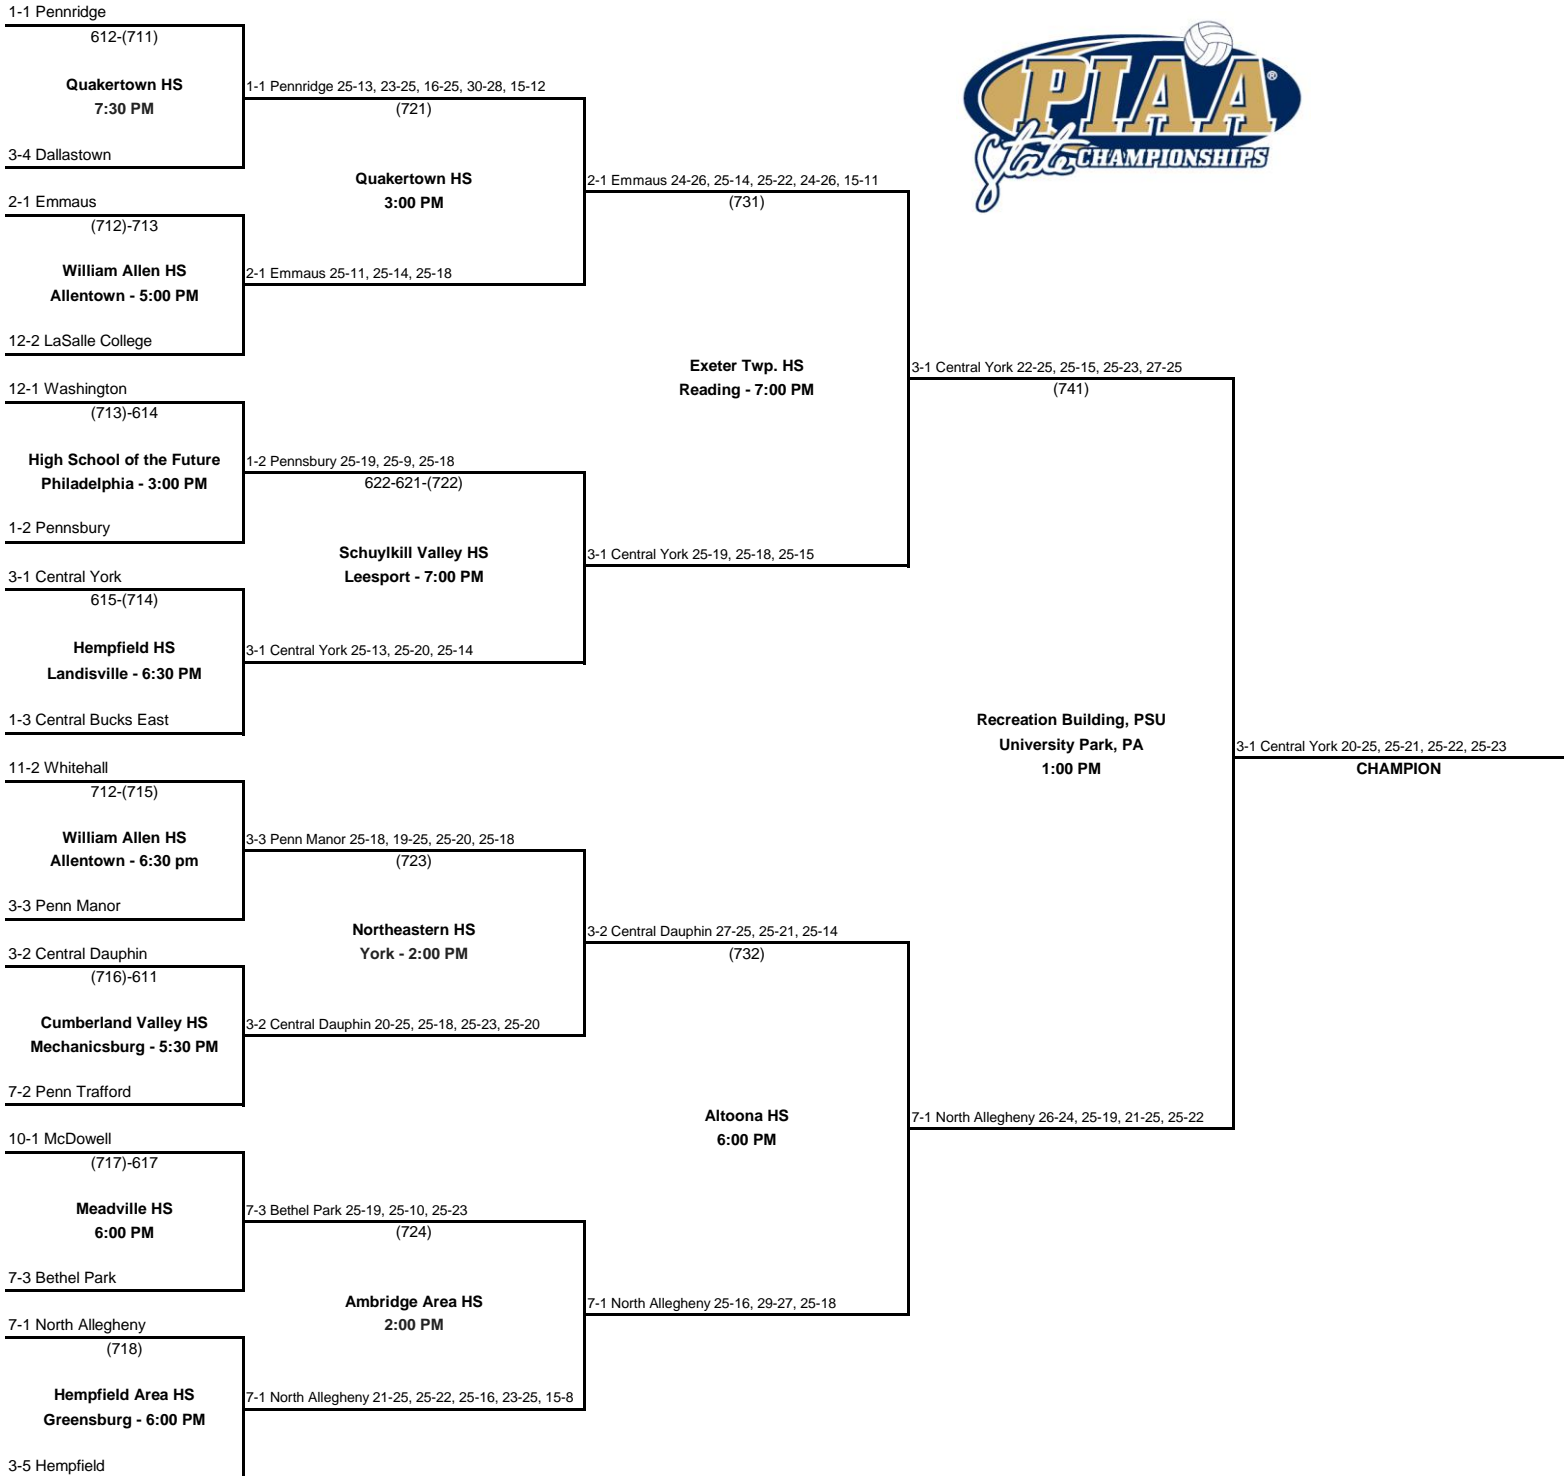 1-1 Pennridge
612-(711)
Quakertown HS
7:30 PM
3-4 Dallastown
2-1 Emmaus
(712)-713
William Allen HS
Allentown - 5:00 PM
12-2 LaSalle College
12-1 Washington
(713)-614
High School of the Future
Philadelphia - 3:00 PM
1-2 Pennsbury
3-1 Central York
615-(714)
Hempfield HS
Landisville - 6:30 PM
1-3 Central Bucks East
11-2 Whitehall
712-(715)
William Allen HS
Allentown - 6:30 pm
3-3 Penn Manor
3-2 Central Dauphin
(716)-611
Cumberland Valley HS
Mechanicsburg - 5:30 PM
7-2 Penn Trafford
10-1 McDowell
(717)-617
Meadville HS
6:00 PM
7-3 Bethel Park
7-1 North Allegheny
(718)
Hempfield Area HS
Greensburg - 6:00 PM
3-5 Hempfield
1-1 Pennridge 25-13, 23-25, 16-25, 30-28, 15-12
(721)
Quakertown HS
3:00 PM
2-1 Emmaus 25-11, 25-14, 25-18
1-2 Pennsbury 25-19, 25-9, 25-18
622-621-(722)
Schuylkill Valley HS
Leesport - 7:00 PM
3-1 Central York 25-13, 25-20, 25-14
3-3 Penn Manor 25-18, 19-25, 25-20, 25-18
(723)
Northeastern HS
York - 2:00 PM
3-2 Central Dauphin 20-25, 25-18, 25-23, 25-20
7-3 Bethel Park 25-19, 25-10, 25-23
(724)
Ambridge Area HS
2:00 PM
7-1 North Allegheny 21-25, 25-22, 25-16, 23-25, 15-8
2-1 Emmaus 24-26, 25-14, 25-22, 24-26, 15-11
(731)
Exeter Twp. HS
Reading - 7:00 PM
3-1 Central York 25-19, 25-18, 25-15
3-2 Central Dauphin 27-25, 25-21, 25-14
(732)
Altoona HS
6:00 PM
7-1 North Allegheny 25-16, 29-27, 25-18
PIAA®
State CHAMPIONSHIPS
3-1 Central York 22-25, 25-15, 25-23, 27-25
(741)
Recreation Building, PSU
University Park, PA
1:00 PM
7-1 North Allegheny 26-24, 25-19, 21-25, 25-22
3-1 Central York 20-25, 25-21, 25-22, 25-23
CHAMPION